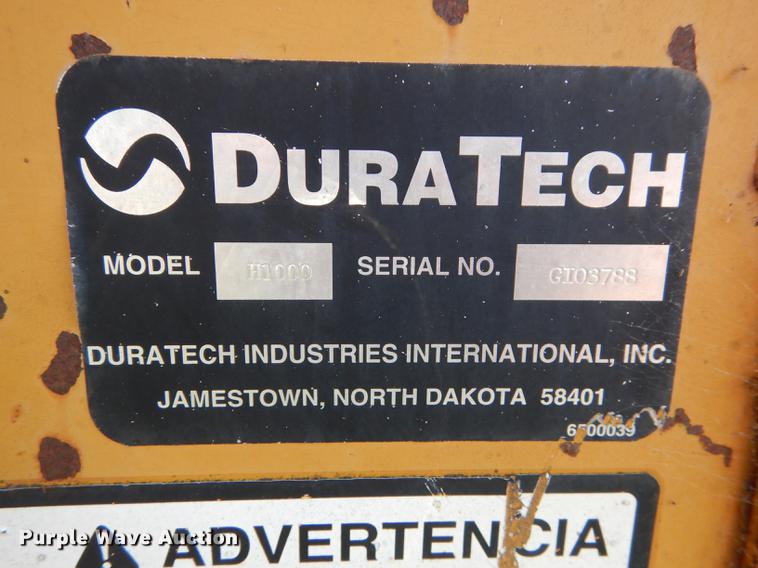 DURATECH
MODEL H1000 SERIAL NO. GI03788
DURATECH INDUSTRIES INTERNATIONAL, INC.
JAMESTOWN, NORTH DAKOTA 58401
6500039
ADVERTENCIA
Purple Wave Auction